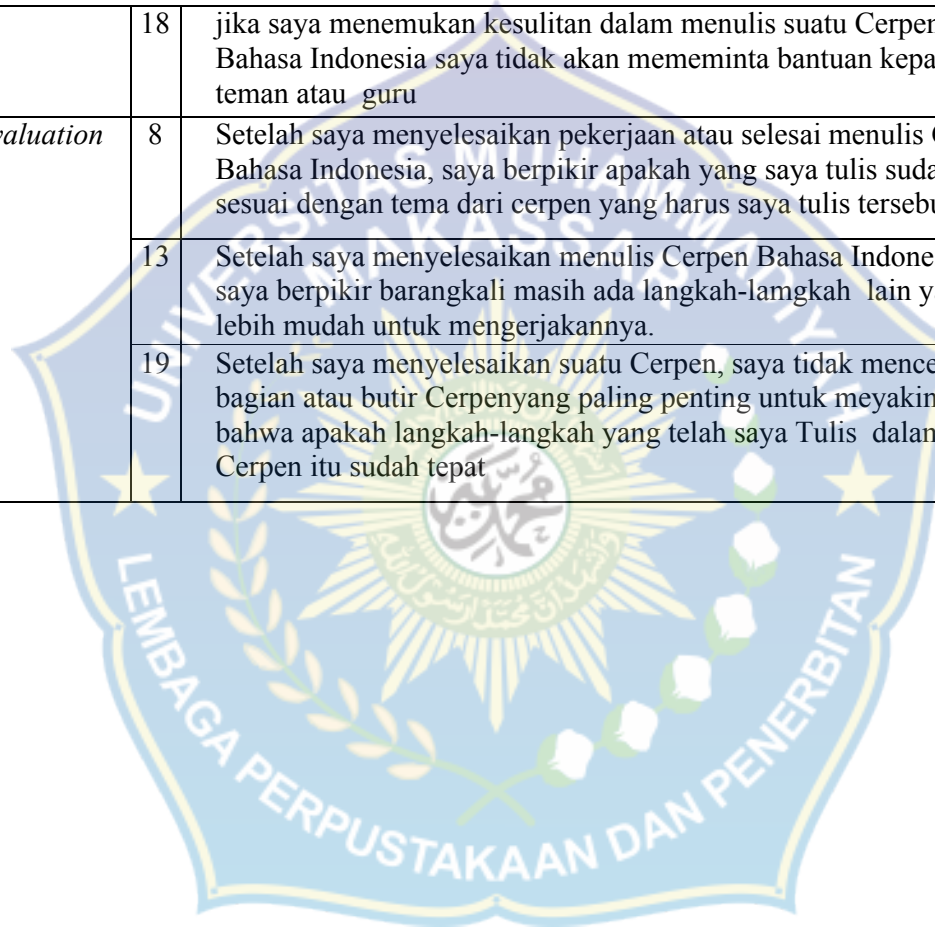 18 jika saya menemukan kesulitan dalam menulis suatu Cerpen
Bahasa Indonesia saya tidak akan mememinta bantuan kepa
teman atau guru
valuation 8 Setelah saya menyelesaikan pekerjaan atau selesai menulis
Bahasa Indonesia, saya berpikir apakah yang saya tulis suda
sesuai dengan tema dari cerpen yang harus saya tulis tersebu
13 Setelah saya menyelesaikan menulis Cerpen Bahasa Indone
saya berpikir barangkali masih ada langkah-lamgkah lain y
lebih mudah untuk mengerjakannya.
19 Setelah saya menyelesaikan suatu Cerpen, saya tidak mence
bagian atau butir Cerpenyang paling penting untuk meyakin
bahwa apakah langkah-langkah yang telah saya Tulis dalam
Cerpen itu sudah tepat
UNIVERSITAS MUHAMMADIYAH
MAKASSAR
LEMBAGA PERPUSTAKAAN DAN PENERBITAN